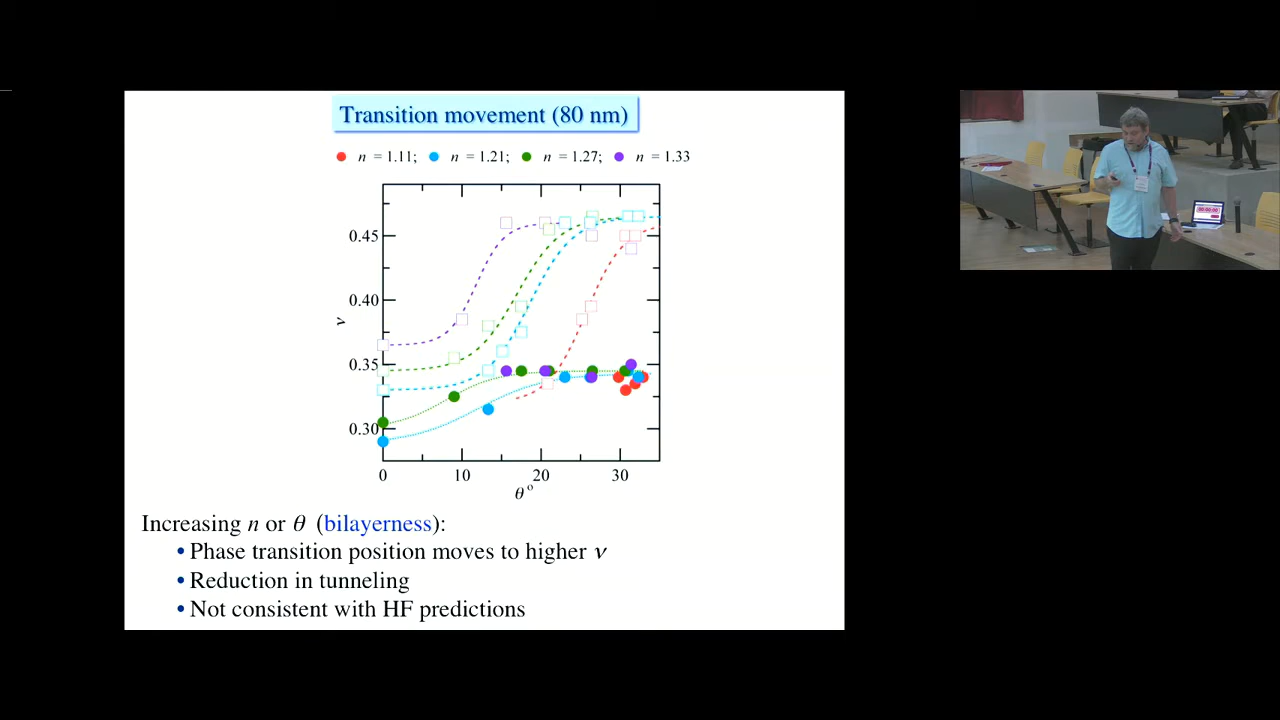 Transition movement (80 nm)
n = 1.11; n = 1.21; n = 1.27; n = 1.33
0.45
0.40
ν
0.35
0.30
0 10 20 30
θ°
Increasing n or θ (bilayerness):
• Phase transition position moves to higher ν
• Reduction in tunneling
• Not consistent with HF predictions